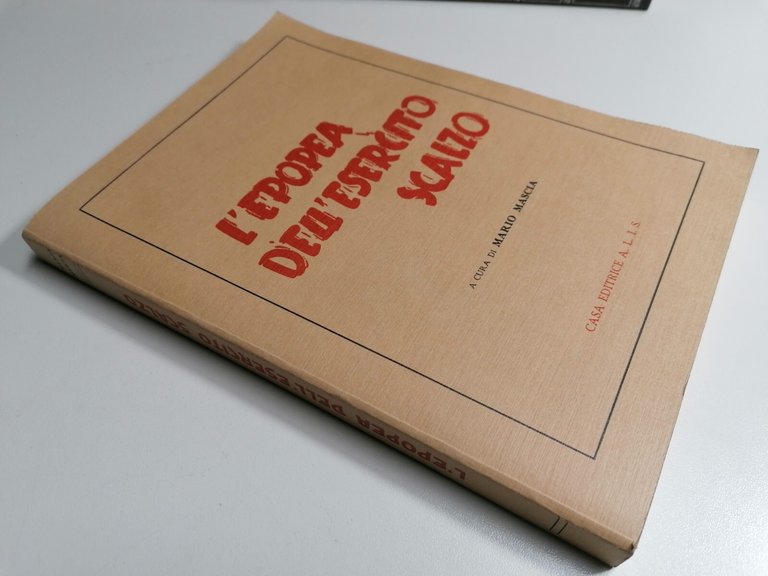 L'EPOPEA
DELL'ESERCITO
SCALZO
A CURA DI MARIO MASCIA
CASA EDITRICE A. L. I. S.
L'EPOPEA DELL'ESERCITO SCALZO